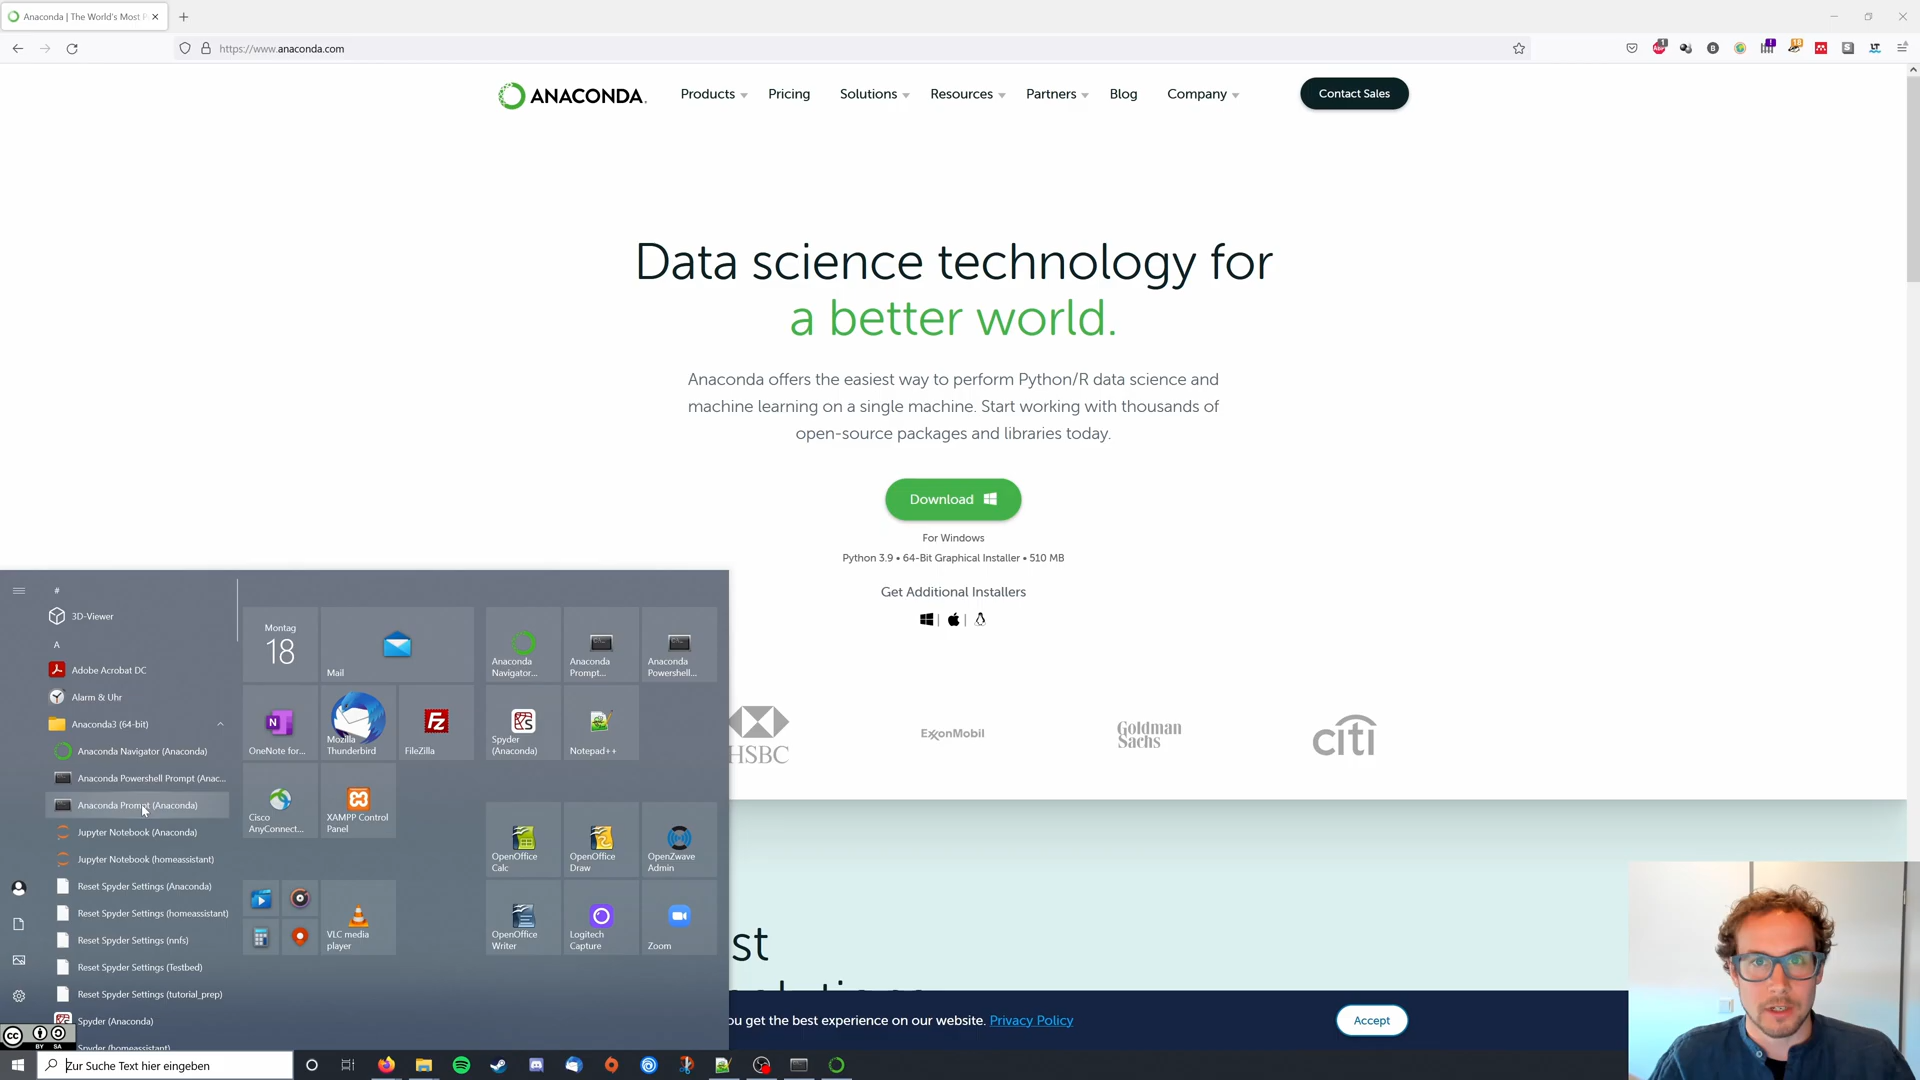 Anaconda | The World's Most P
https://www.anaconda.com
1
18
ANACONDA.
Products
Pricing
Solutions
Resources
Partners
Blog
Company
Contact Sales
Data science technology for
a better world.
Anaconda offers the easiest way to perform Python/R data science and
machine learning on a single machine. Start working with thousands of
open-source packages and libraries today.
Download
For Windows
Python 3.9 • 64-Bit Graphical Installer • 510 MB
Get Additional Installers
HSBC
ExxonMobil
Goldman
Sachs
citi
st
ou get the best experience on our website. Privacy Policy
Accept
#
3D-Viewer
A
Adobe Acrobat DC
Alarm & Uhr
Anaconda3 (64-bit)
Anaconda Navigator (Anaconda)
Anaconda Powershell Prompt (Anac...
Anaconda Prompt (Anaconda)
Jupyter Notebook (Anaconda)
Jupyter Notebook (homeassistant)
Reset Spyder Settings (Anaconda)
Reset Spyder Settings (homeassistant)
Reset Spyder Settings (nnfs)
Reset Spyder Settings (Testbed)
Reset Spyder Settings (tutorial_prep)
Spyder (Anaconda)
Spyder (homeassistant)
Montag
18
Mail
Anaconda
Navigator...
Anaconda
Prompt...
Anaconda
Powershell...
OneNote for...
Mozilla
Thunderbird
FileZilla
Spyder
(Anaconda)
Notepad++
Cisco
AnyConnect...
XAMPP Control
Panel
OpenOffice
Calc
OpenOffice
Draw
OpenZwave
Admin
VLC media
player
OpenOffice
Writer
Logitech
Capture
Zoom
cc
BY SA
Zur Suche Text hier eingeben